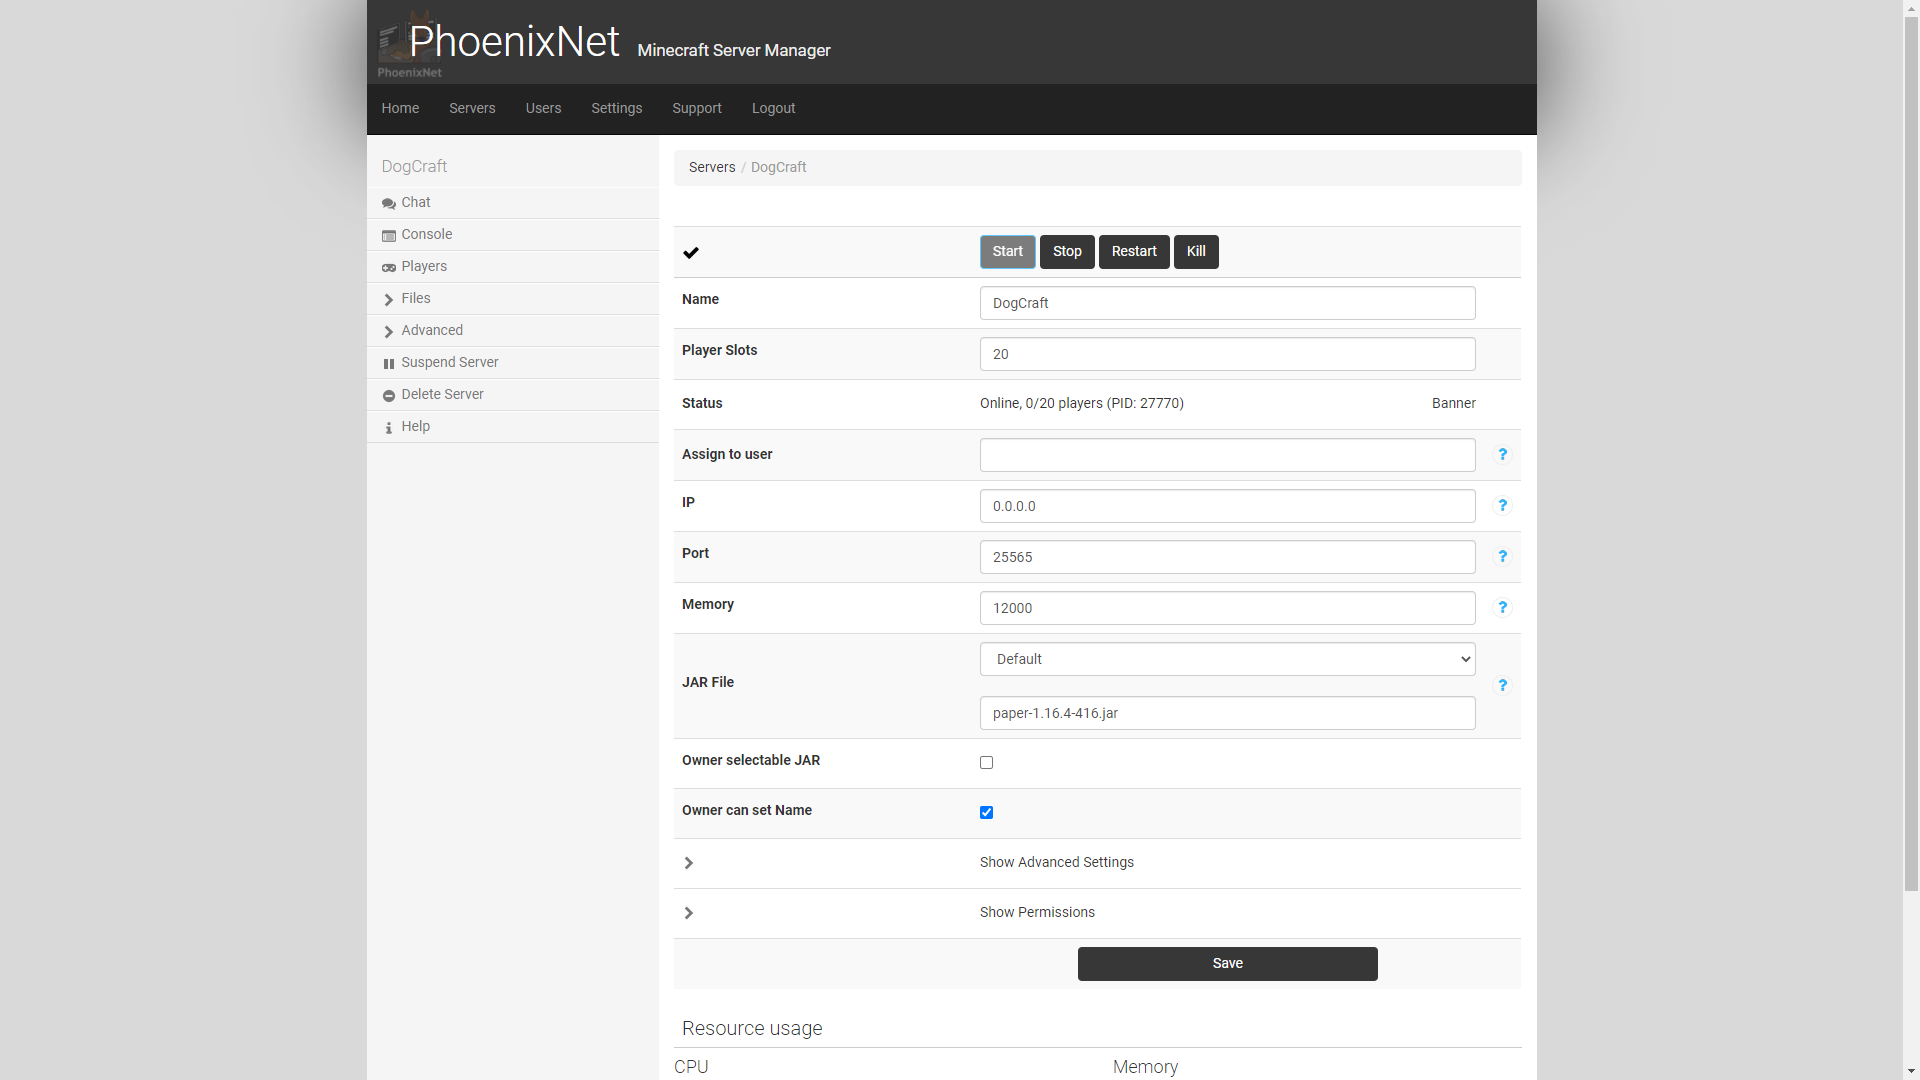 PhoenixNet Minecraft Server Manager
PhoenixNet
Home Servers Users Settings Support Logout
DogCraft
Chat
Console
Players
Files
Advanced
Suspend Server
Delete Server
Help
Servers / DogCraft
Start Stop Restart Kill
Name DogCraft
Player Slots 20
Status Online, 0/20 players (PID: 27770) Banner
Assign to user ?
IP 0.0.0.0 ?
Port 25565 ?
Memory 12000 ?
JAR File Default ?
paper-1.16.4-416.jar
Owner selectable JAR
Owner can set Name
Show Advanced Settings
Show Permissions
Save
Resource usage
CPU Memory